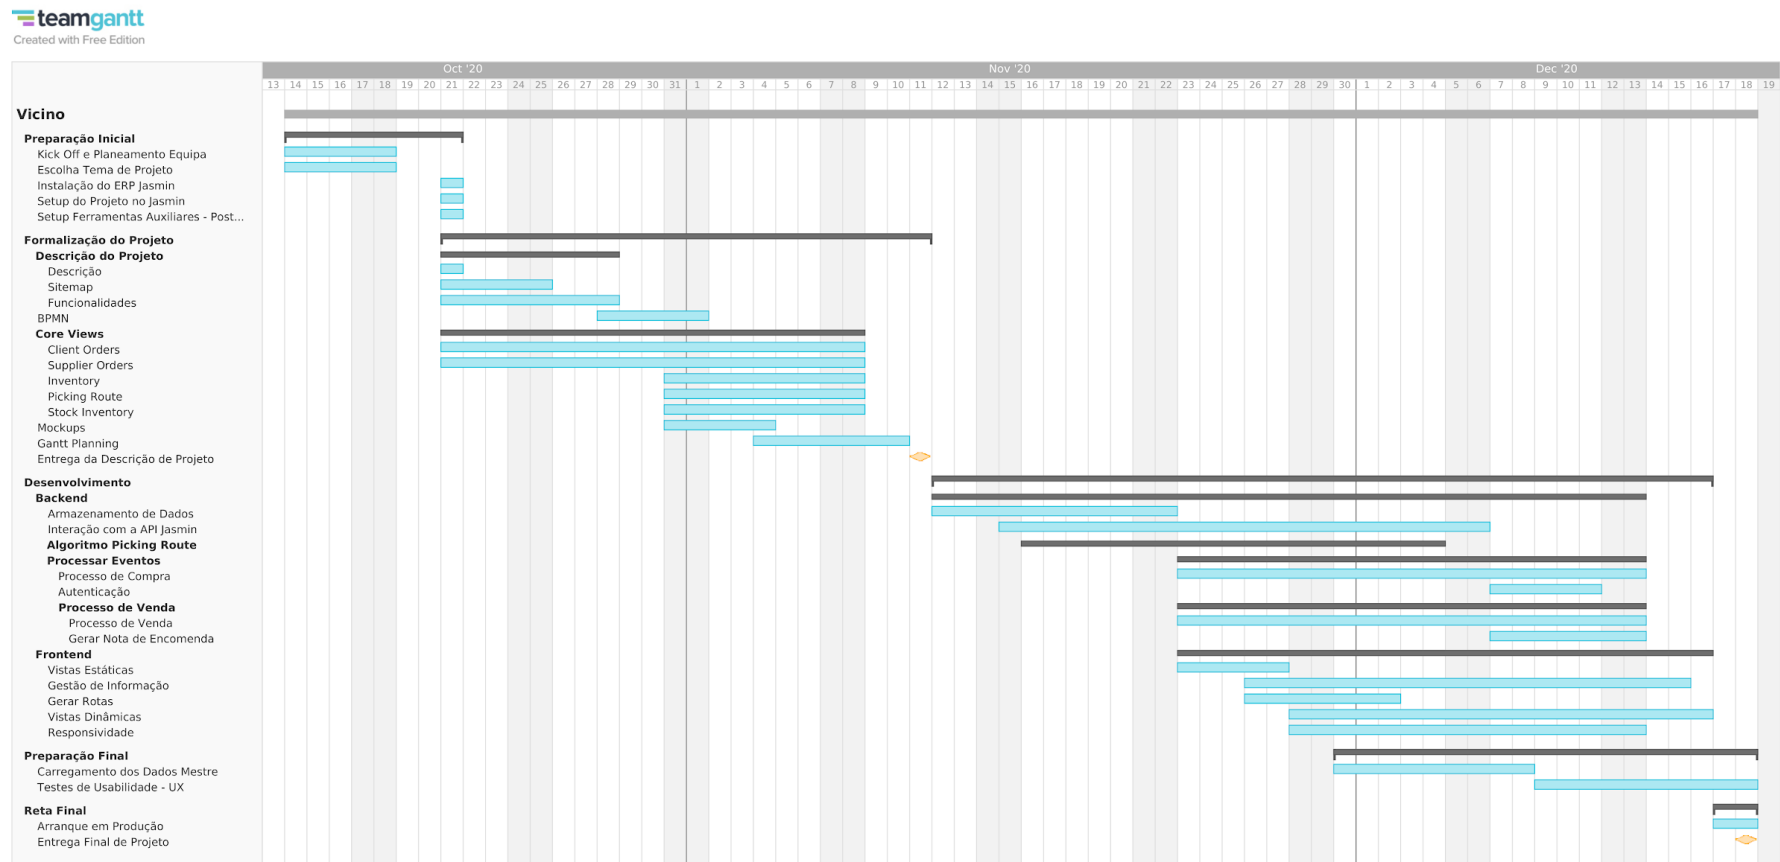 teamgantt
Created with Free Edition
Oct '20 Nov '20 Dec '20
13 14 15 16 17 18 19 20 21 22 23 24 25 26 27 28 29 30 31 1 2 3 4 5 6 7 8 9 10 11 12 13 14 15 16 17 18 19 20 21 22 23 24 25 26 27 28 29 30 1 2 3 4 5 6 7 8 9 10 11 12 13 14 15 16 17 18 19
Vicino
Preparação Inicial
Kick Off e Planeamento Equipa
Escolha Tema de Projeto
Instalação do ERP Jasmin
Setup do Projeto no Jasmin
Setup Ferramentas Auxiliares - Post...
Formalização do Projeto
Descrição do Projeto
Descrição
Sitemap
Funcionalidades
BPMN
Core Views
Client Orders
Supplier Orders
Inventory
Picking Route
Stock Inventory
Mockups
Gantt Planning
Entrega da Descrição de Projeto
Desenvolvimento
Backend
Armazenamento de Dados
Interação com a API Jasmin
Algoritmo Picking Route
Processar Eventos
Processo de Compra
Autenticação
Processo de Venda
Processo de Venda
Gerar Nota de Encomenda
Frontend
Vistas Estáticas
Gestão de Informação
Gerar Rotas
Vistas Dinâmicas
Responsividade
Preparação Final
Carregamento dos Dados Mestre
Testes de Usabilidade - UX
Reta Final
Arranque em Produção
Entrega Final de Projeto